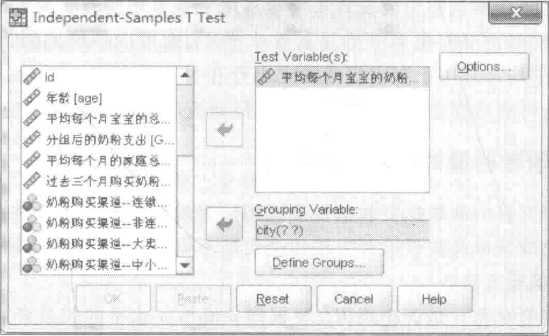 Independent-Samples T Test
Test Variable(s):
平均每个月宝宝的奶粉...
Options...
id
年龄 [age]
平均每个月宝宝的总...
分组后的奶粉支出 [G...
平均每个月的家庭总...
过去三个月购买奶粉...
奶粉购买渠道--连锁...
奶粉购买渠道--非连...
奶粉购买渠道--大卖...
奶粉购买渠道--中小...
Grouping Variable:
city(? ?)
Define Groups...
OK
Paste
Reset
Cancel
Help